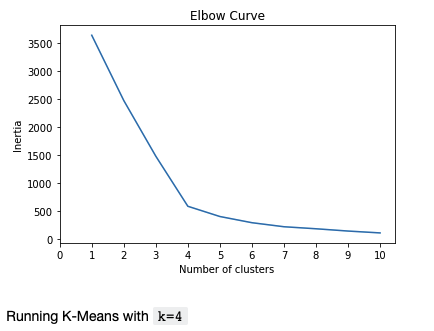 Elbow Curve
3500
3000
2500
2000
1500
1000
500
0
Inertia
0 1 2 3 4 5 6 7 8 9 10
Number of clusters
Running K-Means with k=4